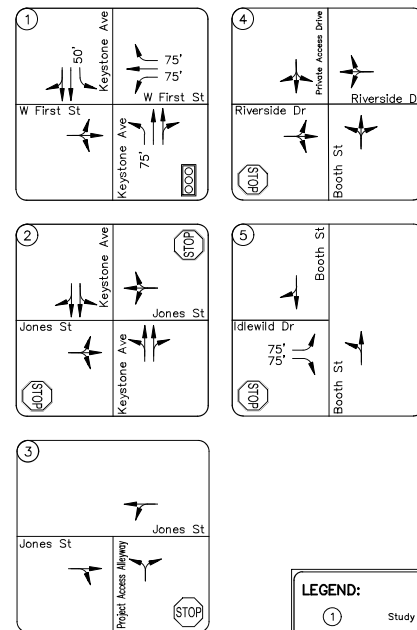 1
Keystone Ave
50'
75'
75'
W First St
W First St
Keystone Ave
75'
2
Keystone Ave
STOP
Jones St
Jones St
Keystone Ave
STOP
3
Jones St
Jones St
Project Access Alleyway
STOP
4
Private Access Drive
Riverside D
Riverside Dr
Booth St
STOP
5
Booth St
Idlewild Dr
75'
75'
Booth St
STOP
LEGEND:
1
Study